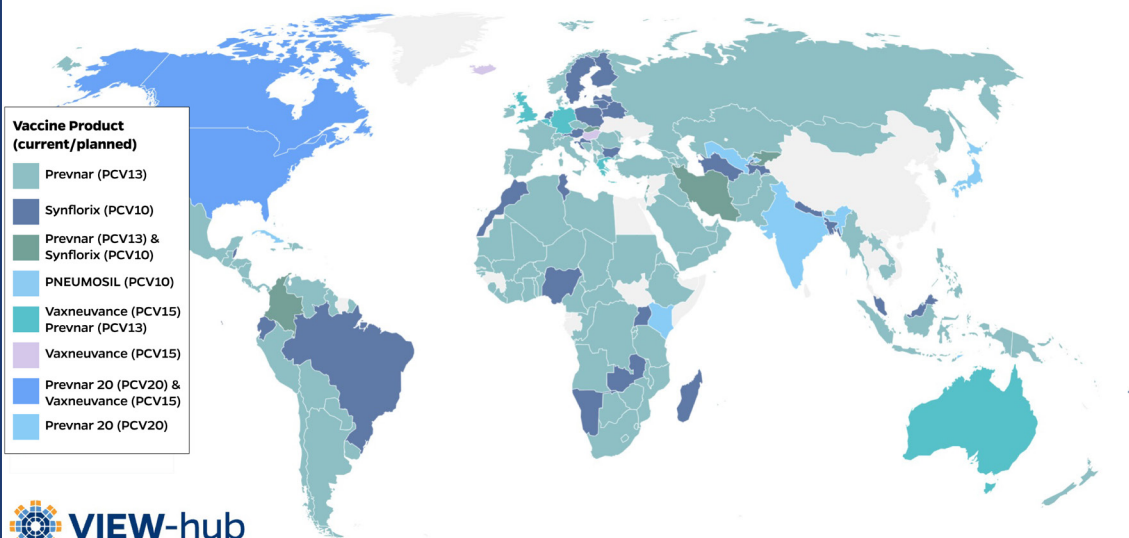 Vaccine Product
(current/planned)
Prevnar (PCV13)
Synflorix (PCV10)
Prevnar (PCV13) &
Synflorix (PCV10)
PNEUMOSIL (PCV10)
Vaxneuvance (PCV15)
Prevnar (PCV13)
Vaxneuvance (PCV15)
Prevnar 20 (PCV20) &
Vaxneuvance (PCV15)
Prevnar 20 (PCV20)
VIEW-hub